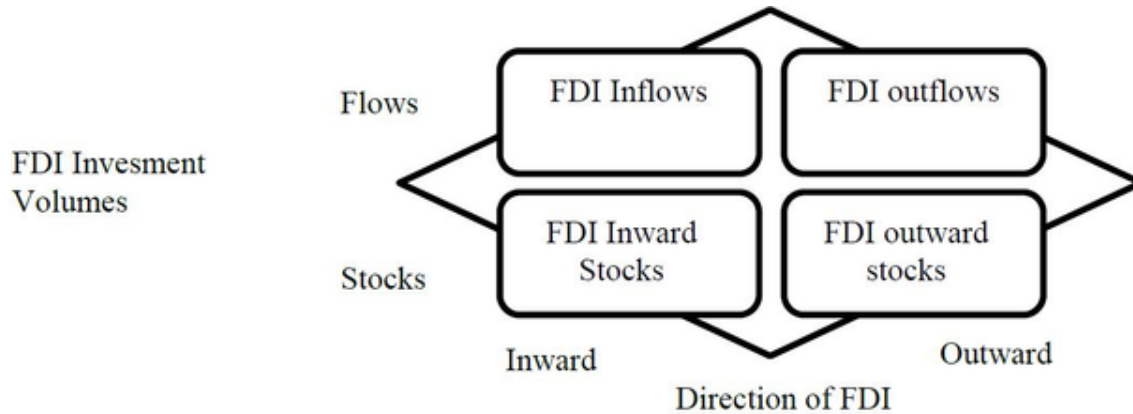 Flows
FDI Inflows
FDI outflows
FDI Invesment
Volumes
Stocks
FDI Inward
Stocks
FDI outward
stocks
Inward
Outward
Direction of FDI